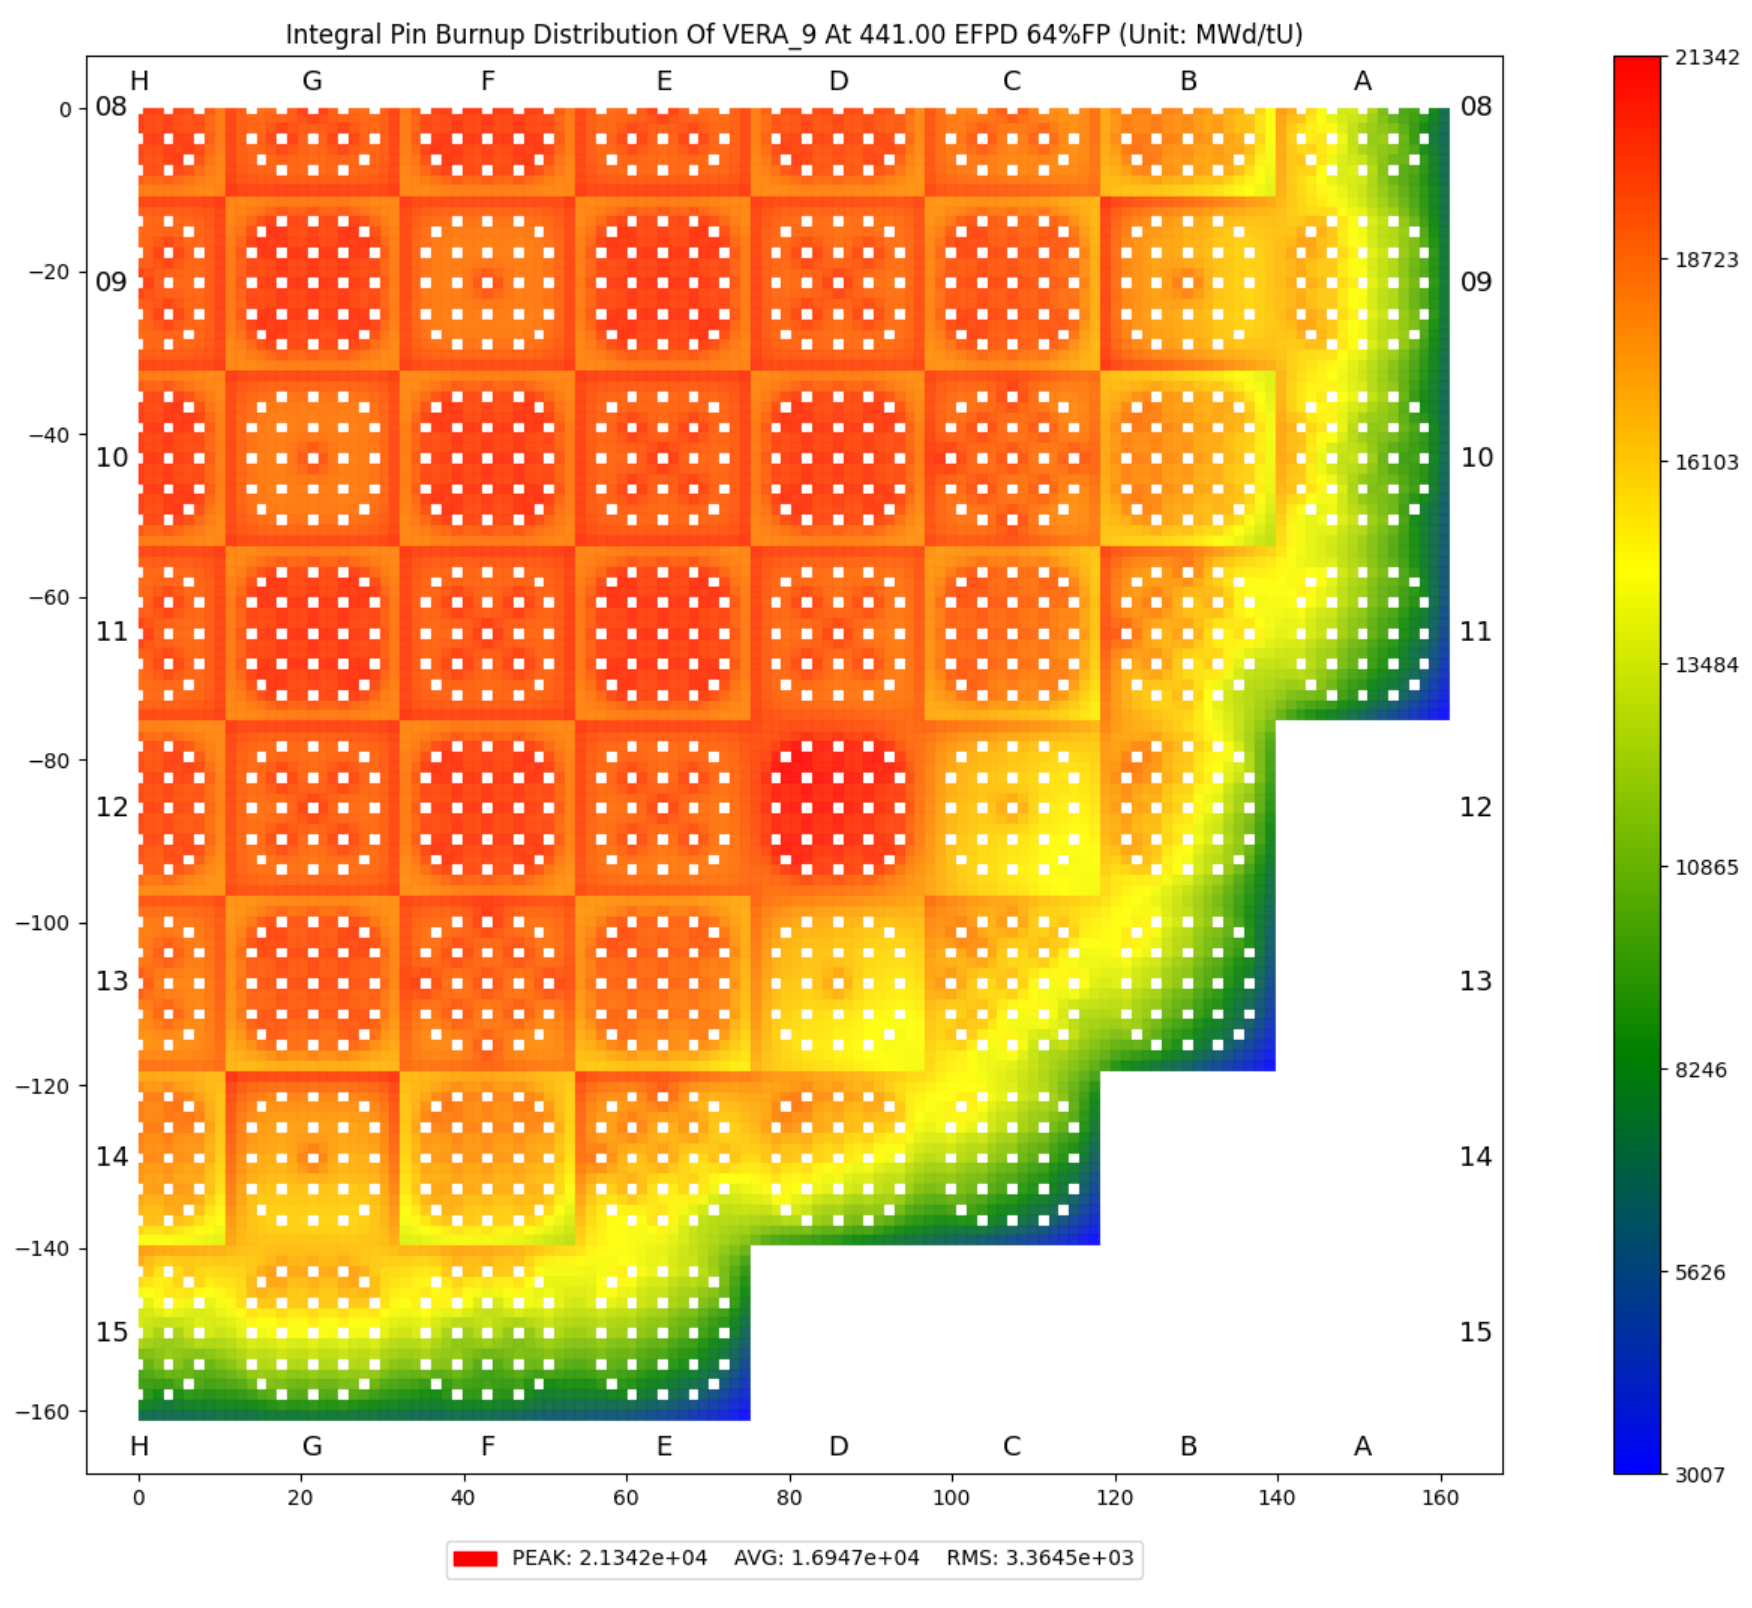 Integral Pin Burnup Distribution Of VERA_9 At 441.00 EFPD 64%FP (Unit: MWd/tU)
H G F E D C B A
0 08 08
−20 09 09
−40 10 10
−60 11 11
−80 12 12
−100 13 13
−120 14 14
−140 15 15
−160
H G F E D C B A
0 20 40 60 80 100 120 140 160
21342
18723
16103
13484
10865
8246
5626
3007
PEAK: 2.1342e+04 AVG: 1.6947e+04 RMS: 3.3645e+03